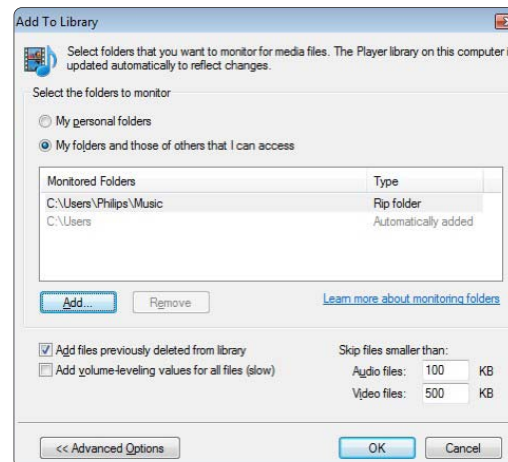 Add To Library
Select folders that you want to monitor for media files. The Player library on this computer
updated automatically to reflect changes.
Select the folders to monitor
My personal folders
My folders and those of others that I can access
Monitored Folders Type
C:\Users\Philips\Music Rip folder
C:\Users Automatically added
Add... Remove Learn more about monitoring folders
Add files previously deleted from library Skip files smaller than:
Add volume-leveling values for all files (slow) Audio files: 100 KB
Video files: 500 KB
<< Advanced Options OK Cancel